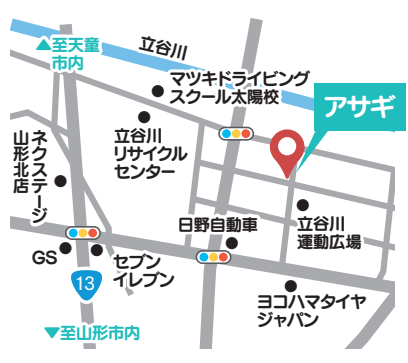 ▲至天童
市内
立谷川
マツキドライビング
スクール太陽校
アサギ
立谷川
リサイクル
センター
ネクステージ
山形北店
日野自動車
立谷川
運動広場
GS
セブン
イレブン
13
ヨコハマタイヤ
ジャパン
▼至山形市内